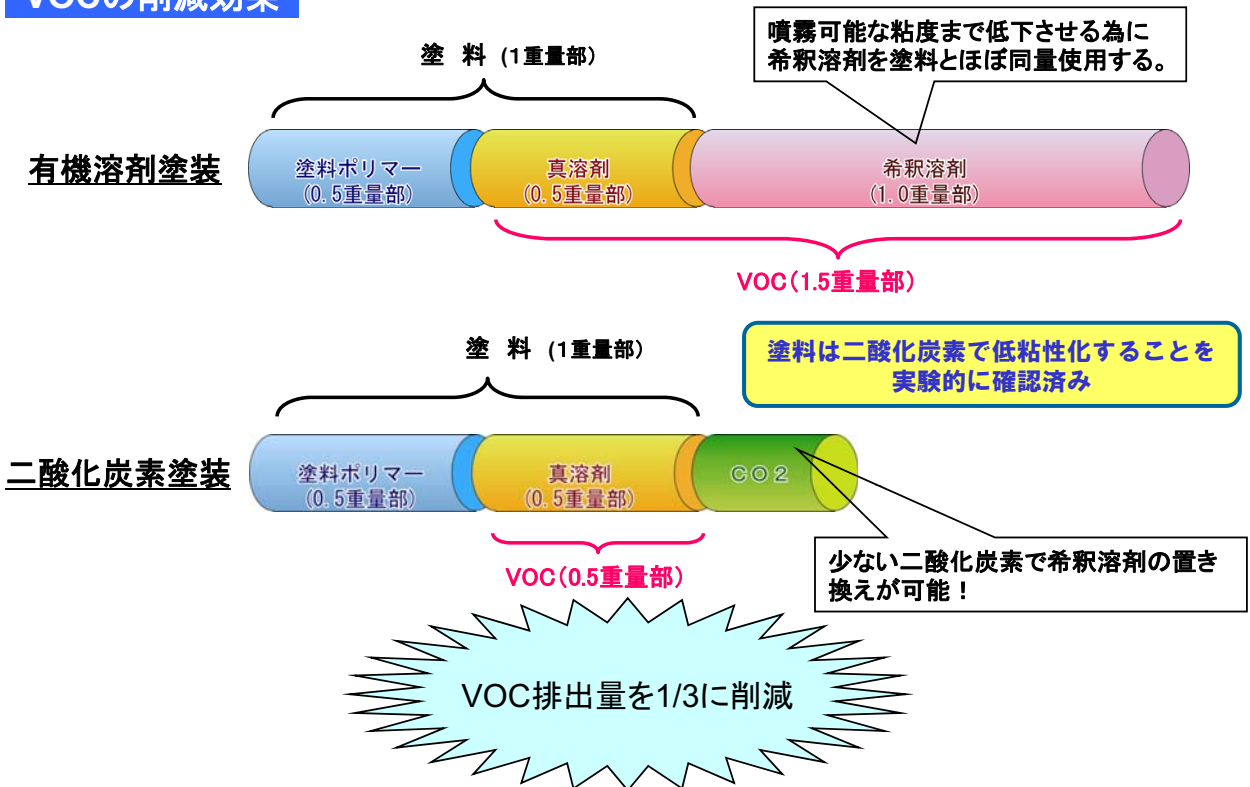 VOCの削減効果
塗 料 (1重量部)
噴霧可能な粘度まで低下させる為に
希釈溶剤を塗料とほぼ同量使用する。
有機溶剤塗装
塗料ポリマー
(0.5重量部)
真溶剤
(0.5重量部)
希釈溶剤
(1.0重量部)
VOC(1.5重量部)
塗 料 (1重量部)
塗料は二酸化炭素で低粘性化することを
実験的に確認済み
二酸化炭素塗装
塗料ポリマー
(0.5重量部)
真溶剤
(0.5重量部)
CO2
VOC(0.5重量部)
少ない二酸化炭素で希釈溶剤の置き
換えが可能！
VOC排出量を1/3に削減